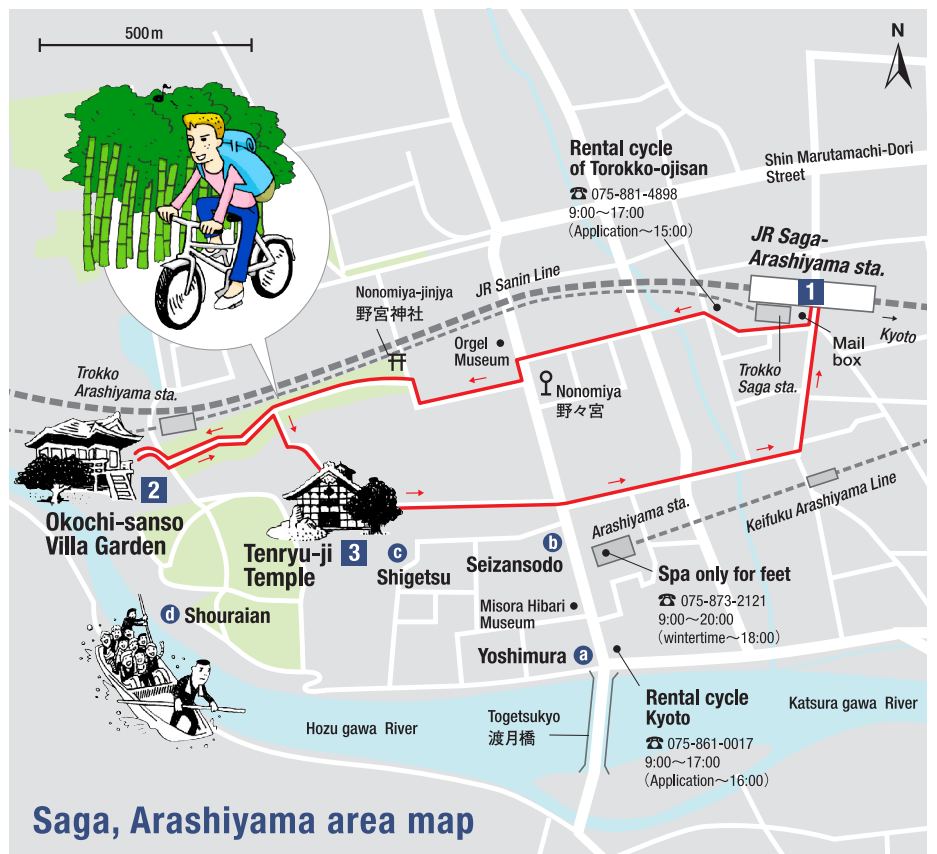 500 m
N
Rental cycle
of Torokko-ojisan
☎ 075-881-4898
9:00～17:00
(Application～15:00)
Shin Marutamachi-Dori
Street
JR Saga-
Arashiyama sta.
1
Kyoto
Mail
box
Trokko
Saga sta.
JR Sanin Line
Nonomiya-jinjya
野宮神社
Orgel
Museum
Nonomiya
野々宮
Trokko
Arashiyama sta.
2
Okochi-sanso
Villa Garden
Tenryu-ji
Temple
3
c
Shigetsu
b
Seizansodo
Arashiyama sta.
Keifuku Arashiyama Line
Spa only for feet
☎ 075-873-2121
9:00～20:00
(wintertime～18:00)
d Shouraian
Misora Hibari
Museum
Yoshimura a
Rental cycle
Kyoto
☎ 075-861-0017
9:00～17:00
(Application～16:00)
Togetsukyo
渡月橋
Hozu gawa River
Katsura gawa River
Saga, Arashiyama area map